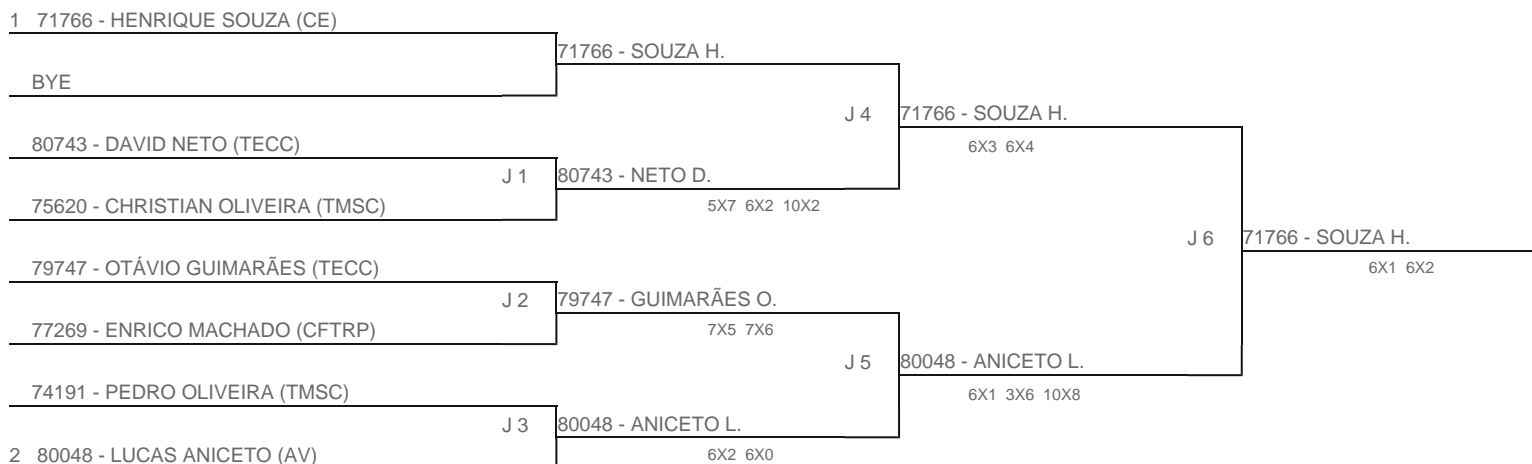 1 71766 - HENRIQUE SOUZA (CE)
71766 - SOUZA H.
BYE
J 4
71766 - SOUZA H.
80743 - DAVID NETO (TECC)
6X3 6X4
J 1
80743 - NETO D.
75620 - CHRISTIAN OLIVEIRA (TMSC)
5X7 6X2 10X2
J 6
71766 - SOUZA H.
79747 - OTÁVIO GUIMARÃES (TECC)
6X1 6X2
J 2
79747 - GUIMARÃES O.
77269 - ENRICO MACHADO (CFTRP)
7X5 7X6
J 5
80048 - ANICETO L.
74191 - PEDRO OLIVEIRA (TMSC)
6X1 3X6 10X8
J 3
80048 - ANICETO L.
2 80048 - LUCAS ANICETO (AV)
6X2 6X0